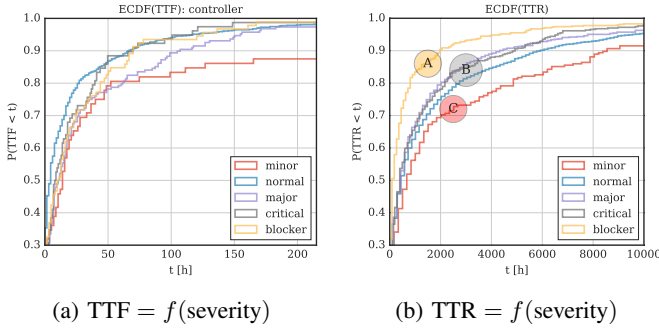 ECDF(TTF): controller
1.0
0.9
0.8
0.7
0.6
0.5
0.4
0.3
P(TTF < t)
0
50
100
150
200
t [h]
minor
normal
major
critical
blocker
(a) TTF = f(severity)
ECDF(TTR)
1.0
0.9
0.8
0.7
0.6
0.5
0.4
0.3
P(TTR < t)
0
2000
4000
6000
8000
10000
t [h]
A
B
C
minor
normal
major
critical
blocker
(b) TTR = f(severity)